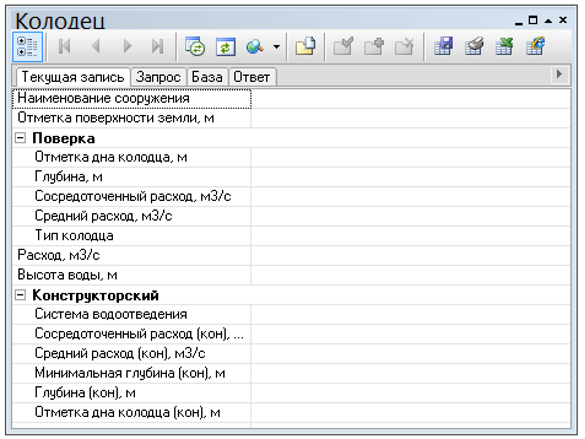 Колодец
Текущая запись Запрос База Ответ
Наименование сооружения
Отметка поверхности земли, м
Поверка
Отметка дна колодца, м
Глубина, м
Сосредоточенный расход, м3/с
Средний расход, м3/с
Тип колодца
Расход, м3/с
Высота воды, м
Конструкторский
Система водоотведения
Сосредоточенный расход (кон), ...
Средний расход (кон), м3/с
Минимальная глубина (кон), м
Глубина (кон), м
Отметка дна колодца (кон), м